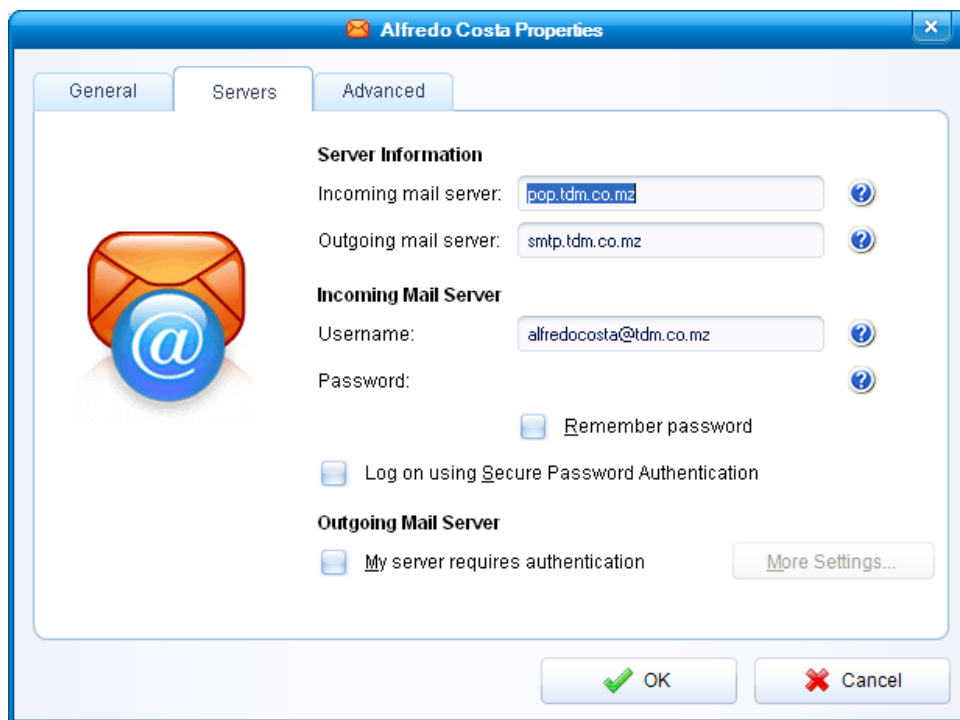 Alfredo Costa Properties
General Servers Advanced
Server Information
Incoming mail server: pop.tdm.co.mz
Outgoing mail server: smtp.tdm.co.mz
Incoming Mail Server
Username: alfredocosta@tdm.co.mz
Password:
Remember password
Log on using Secure Password Authentication
Outgoing Mail Server
My server requires authentication More Settings...
OK Cancel